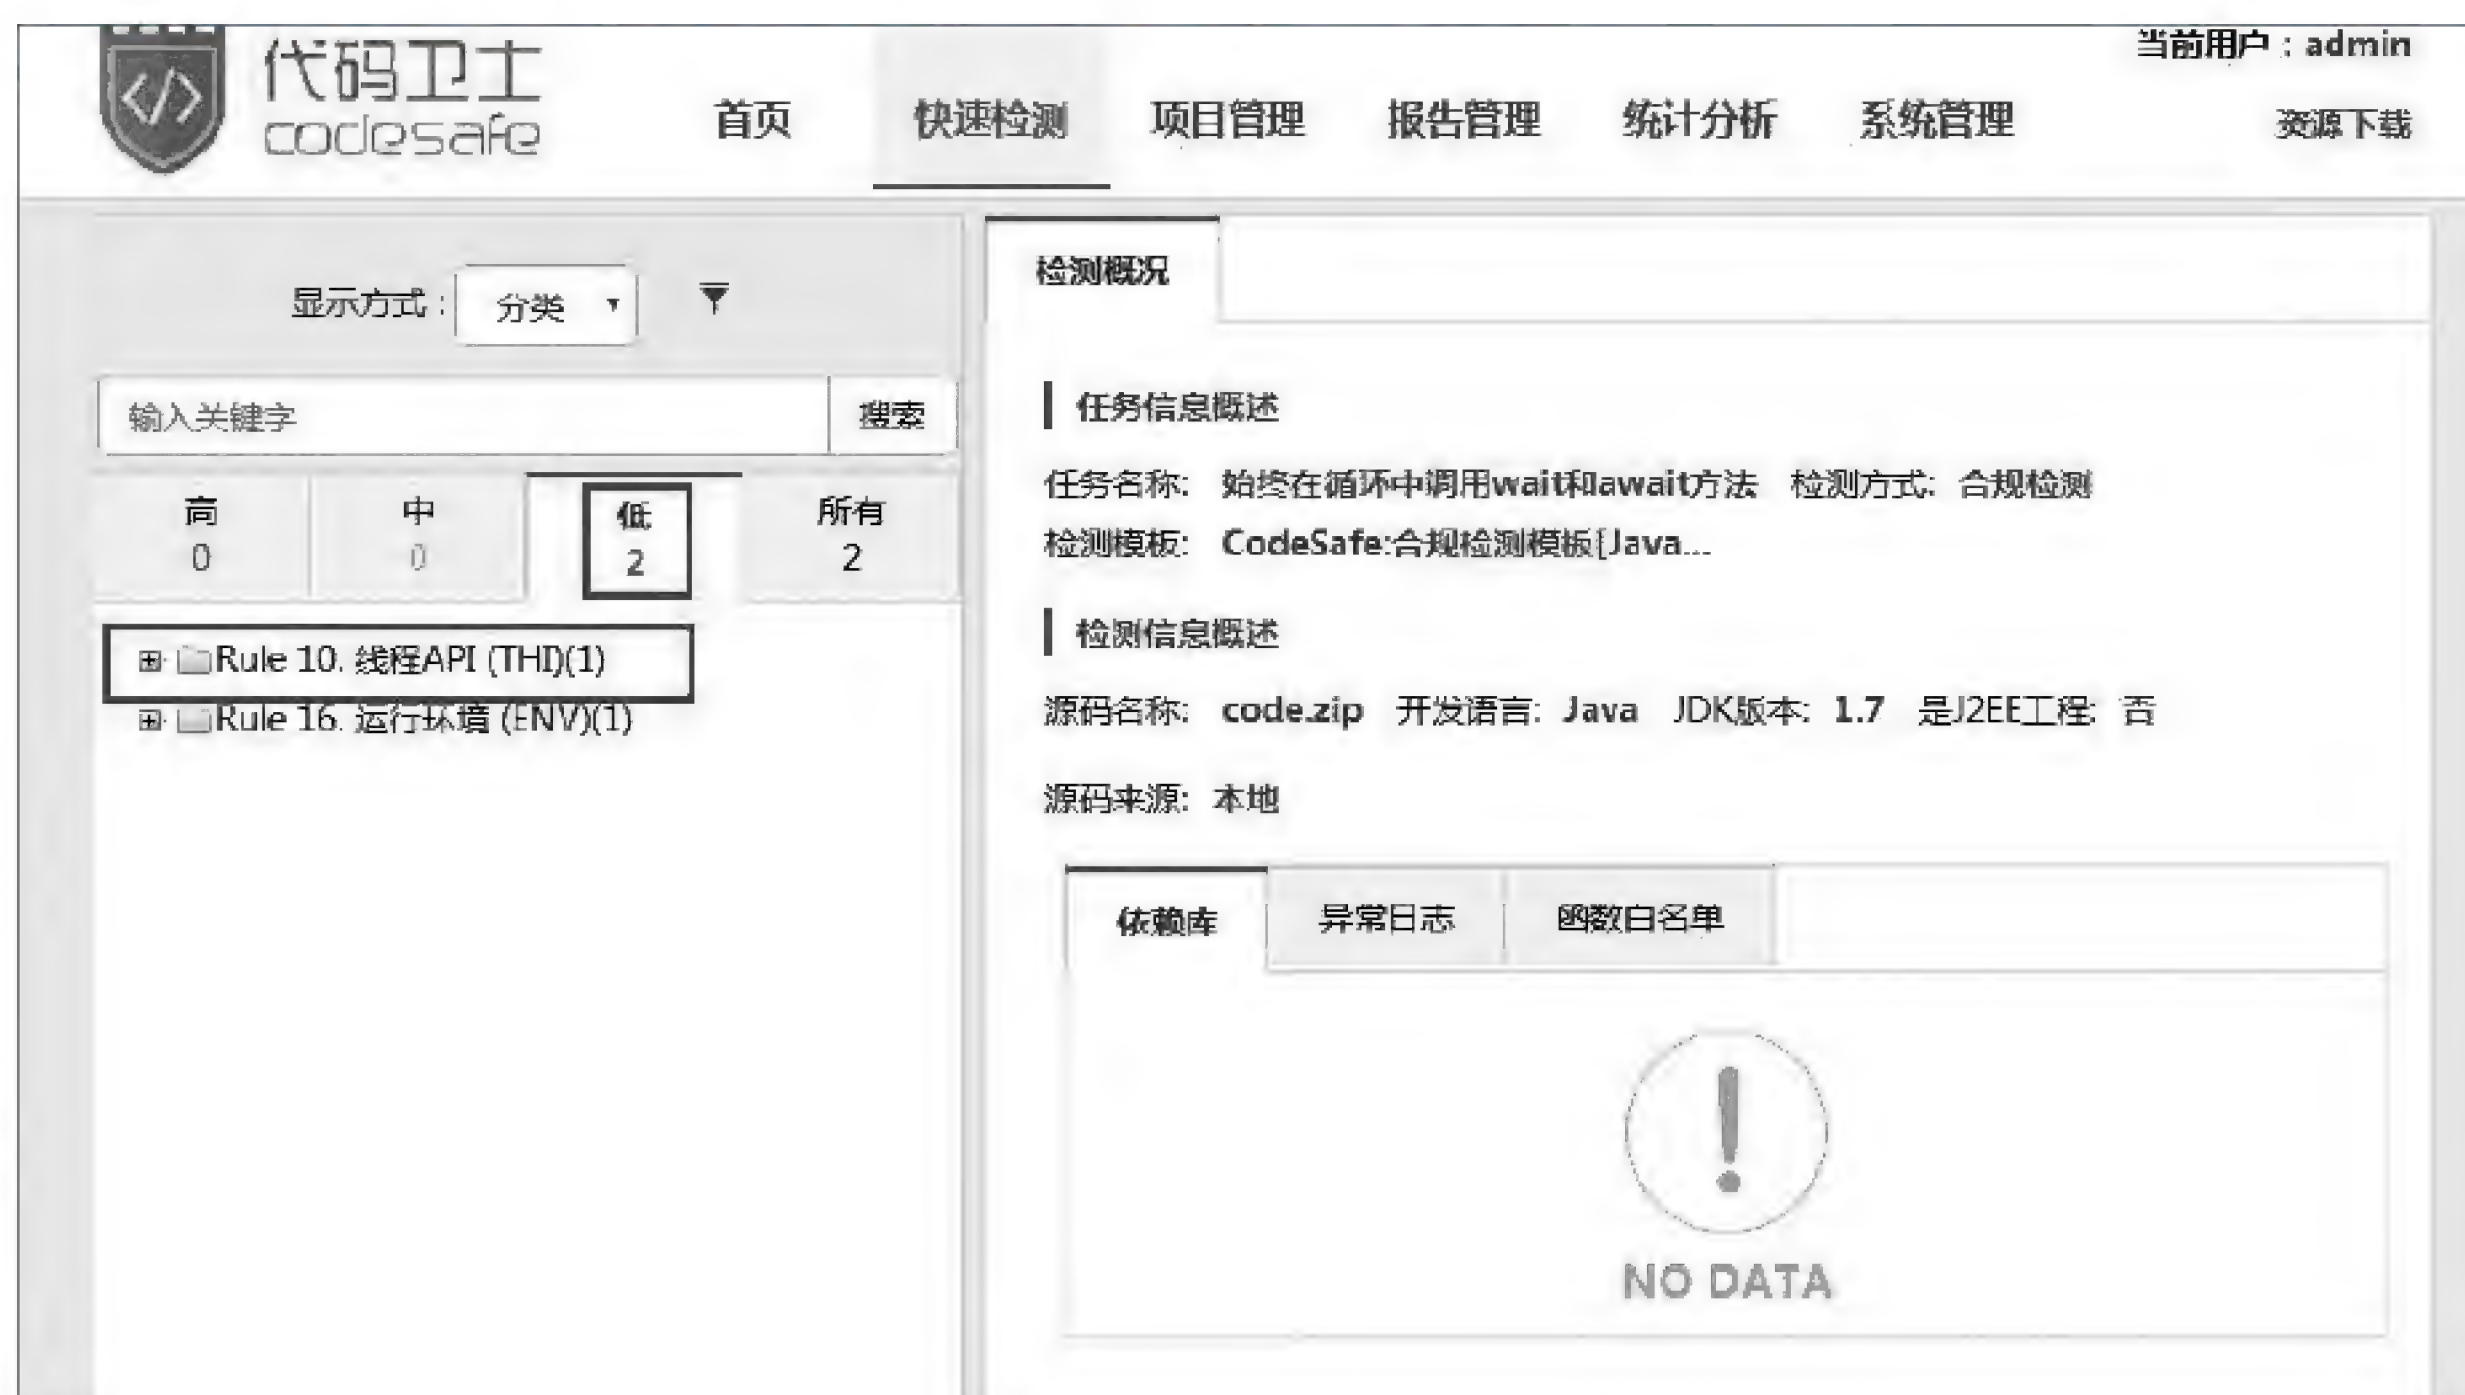 当前用户：admin
代码卫士
codesafe
首页 快速检测 项目管理 报告管理 统计分析 系统管理 资源下载
显示方式： 分类
输入关键字 搜索
高 中 低 所有
0 0 2 2
Rule 10. 线程API (THI)(1)
Rule 16. 运行环境 (ENV)(1)
检测概况
任务信息概述
任务名称: 始终在循环中调用wait和await方法 检测方式: 合规检测
检测模板: CodeSafe:合规检测模板[Java...
检测信息概述
源码名称: code.zip 开发语言: Java JDK版本: 1.7 是J2EE工程: 否
源码来源: 本地
依赖库 异常日志 函数白名单
NO DATA